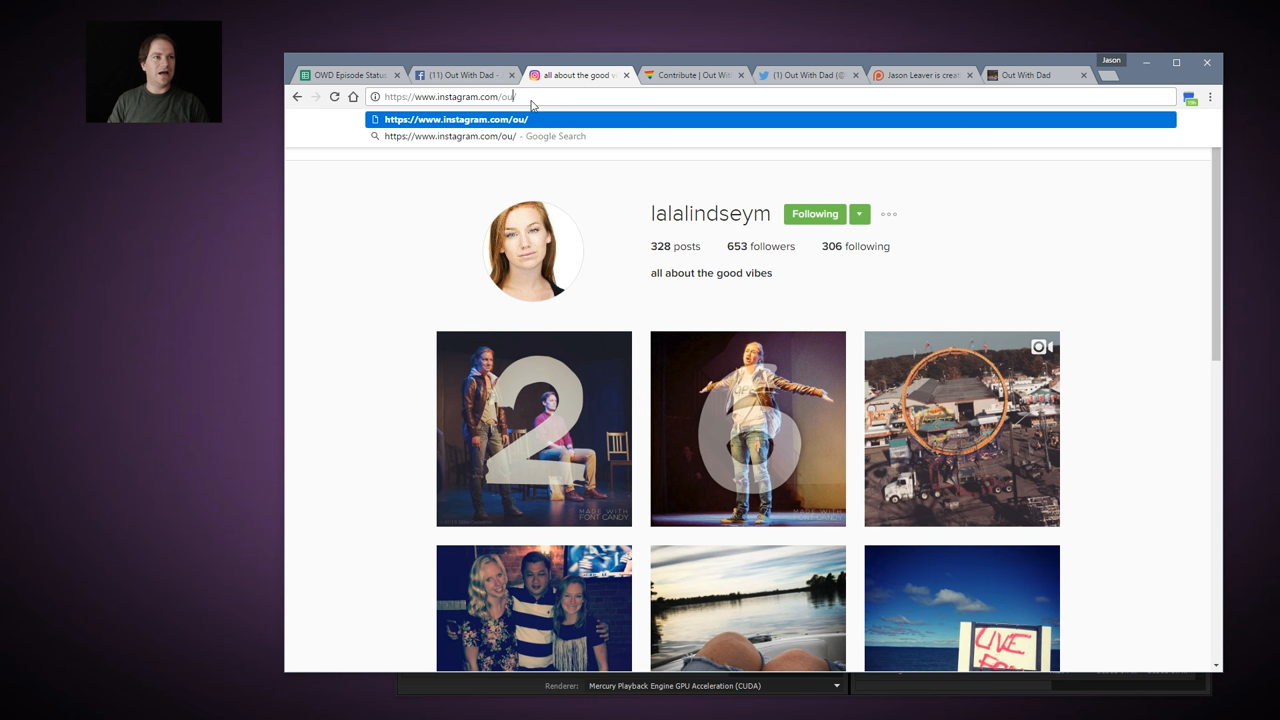 Jason
OWD Episode Status
(11) Out With Dad -
all about the good v
Contribute | Out Wit
(1) Out With Dad (@
Jason Leaver is creat
Out With Dad
https://www.instagram.com/ou/
https://www.instagram.com/ou/
https://www.instagram.com/ou/ - Google Search
lalalindseym Following
328 posts 653 followers 306 following
all about the good vibes
2
6
MADE WITH
FONT CANDY
MADE WITH
FONT CANDY
LIVE
Renderer: Mercury Playback Engine GPU Acceleration (CUDA)